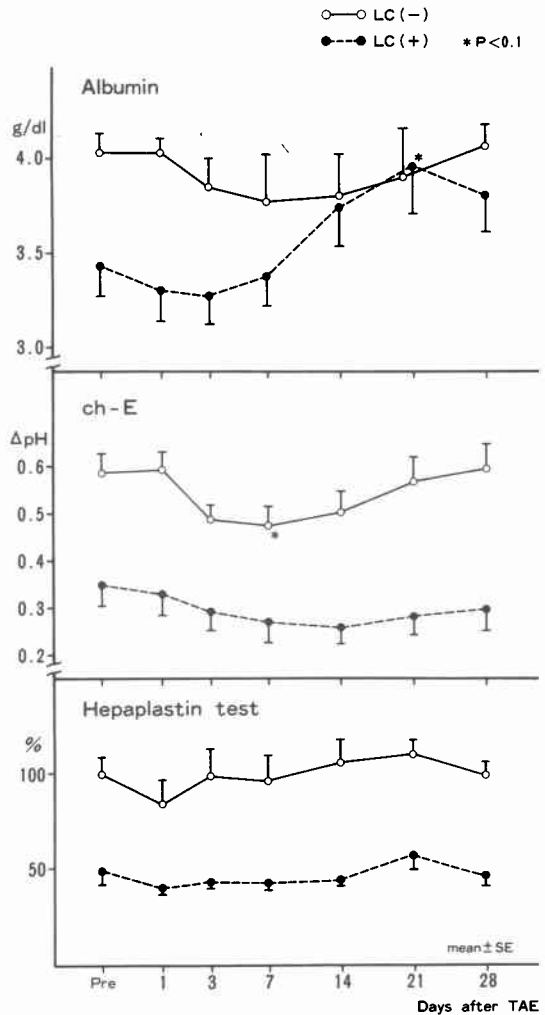 LC(-)
LC(+) *P<0.1
Albumin
g/dl
4.0
3.5
3.0
*
ch-E
ΔpH
0.6
0.5
0.3
0.2
*
Hepaplastin test
%
100
50
mean±SE
Pre 1 3 7 14 21 28
Days after TAE